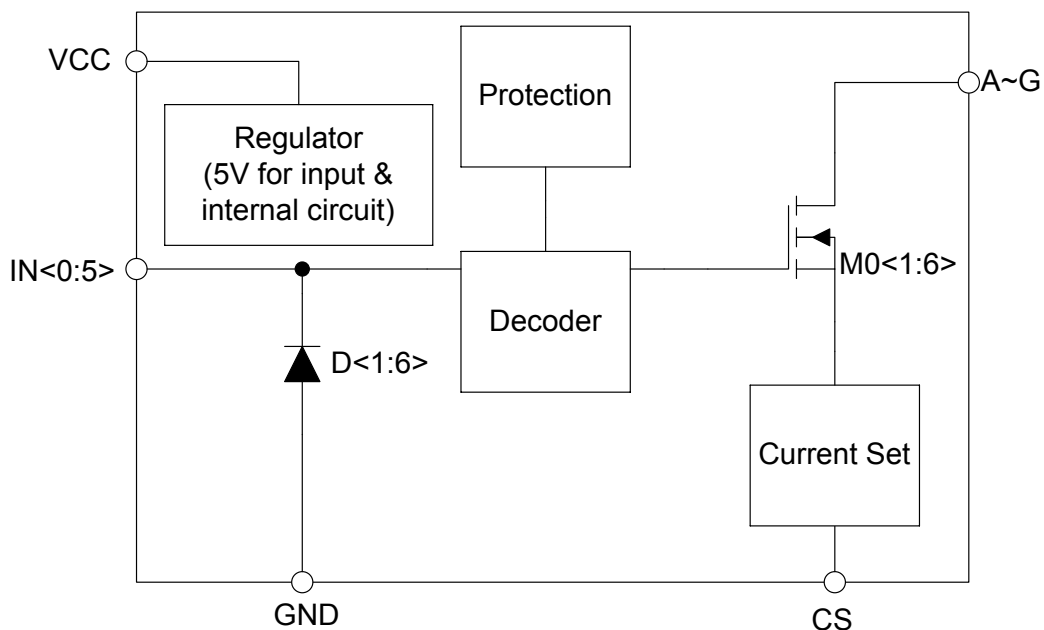 VCC
Protection
A~G
Regulator
(5V for input &
internal circuit)
IN<0:5>
M0<1:6>
Decoder
D<1:6>
Current Set
GND
CS